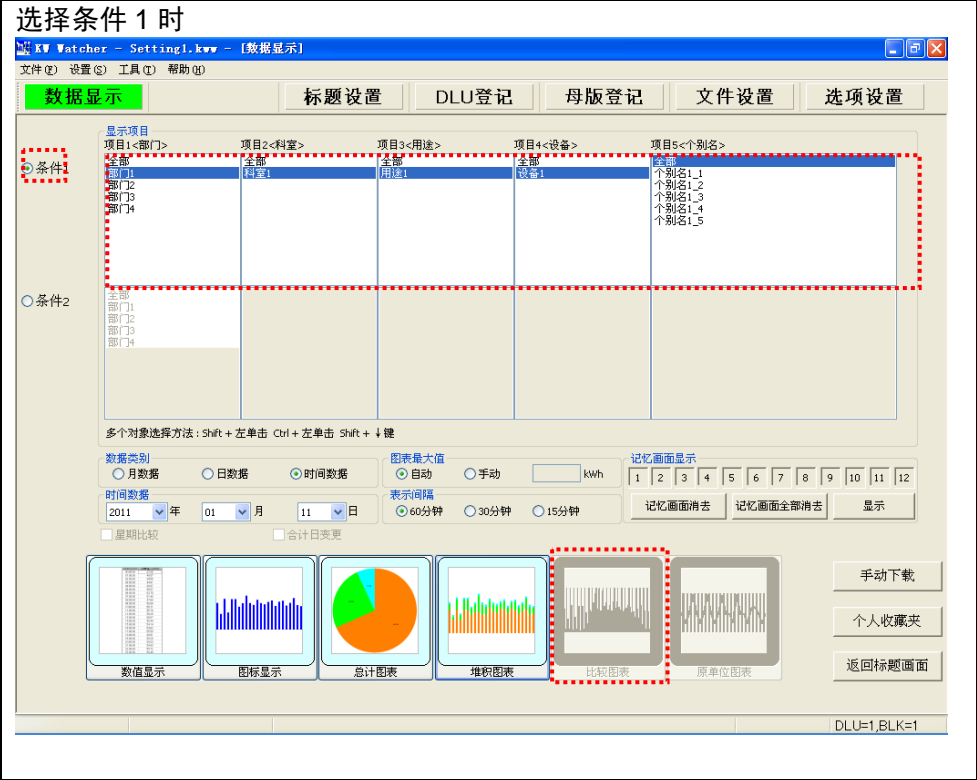 选择条件 1 时
KW Watcher - Setting1.kww - [数据显示]
文件(F) 设置(S) 工具(T) 帮助(H)
数据显示 标题设置 DLU登记 母版登记 文件设置 选项设置
显示项目
项目1<部门> 项目2<科室> 项目3<用途> 项目4<设备> 项目5<个别名>
条件1
全部 全部 全部 全部 全部
部门1 科室1 用途1 设备1 个别名1_1
部门2 个别名1_2
部门3 个别名1_3
部门4 个别名1_4
个别名1_5
条件2
全部
部门1
部门2
部门3
部门4
多个对象选择方法:Shift + 左单击 Ctrl + 左单击 Shift + ↓键
数据类别 图表最大值 记忆画面显示
月数据 日数据 时间数据 自动 手动 kWh 1 2 3 4 5 6 7 8 9 10 11 12
时间数据 表示间隔
2011 年 01 月 11 日 60分钟 30分钟 15分钟 记忆画面消去 记忆画面全部消去 显示
星期比较 合计日变更
数值显示 图标显示 总计图表 堆积图表 比较图表 原单位图表
手动下载
个人收藏夹
返回标题画面
DLU=1,BLK=1